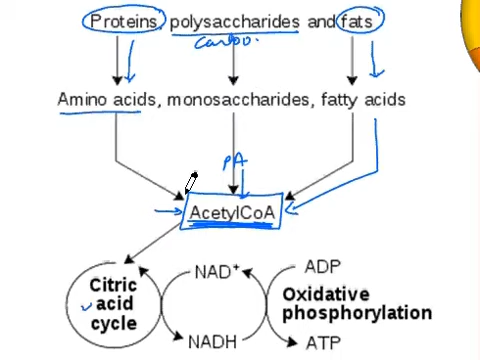 Proteins, polysaccharides and fats
Carbo.
Amino acids, monosaccharides, fatty acids
PA
AcetylCoA
Citric acid cycle
NAD+
NADH
ADP
Oxidative phosphorylation
ATP